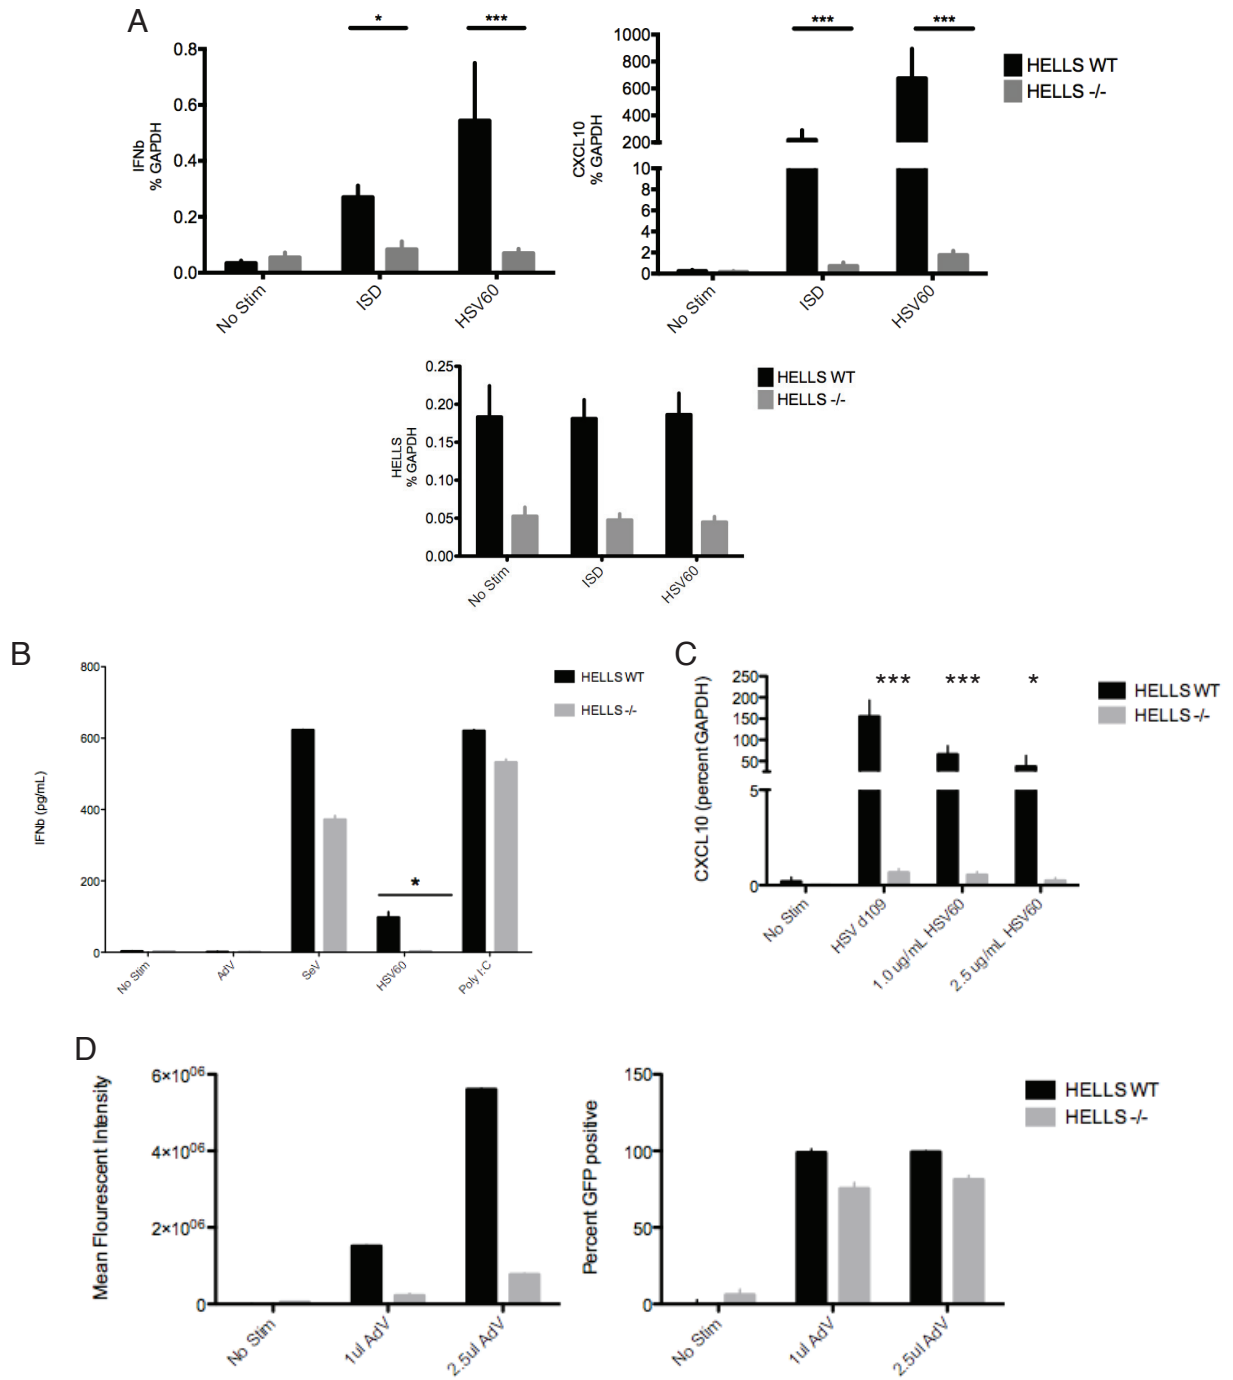 A
*
***
0.8
0.6
0.4
0.2
0.0
IFNb
% GAPDH
No Stim
ISD
HSV60
***
***
1000
800
600
400
200
10
8
6
4
2
0
CXCL10
% GAPDH
No Stim
ISD
HSV60
HELLS WT
HELLS -/-
0.25
0.20
0.15
0.10
0.05
0.00
HELLS
% GAPDH
No Stim
ISD
HSV60
HELLS WT
HELLS -/-
B
800
600
400
200
0
IFNb (pg/mL)
*
No Stim
AdV
SeV
HSV60
Poly I:C
HELLS WT
HELLS -/-
C
250
200
150
100
50
5
0
CXCL10 (percent GAPDH)
***
***
*
No Stim
HSV d109
1.0 ug/mL HSV60
2.5 ug/mL HSV60
HELLS WT
HELLS -/-
D
6×10⁰⁶
4×10⁰⁶
2×10⁰⁶
0
Mean Flourescent Intensity
No Stim
1ul AdV
2.5ul AdV
150
100
50
0
Percent GFP positive
No Stim
1ul AdV
2.5ul AdV
HELLS WT
HELLS -/-